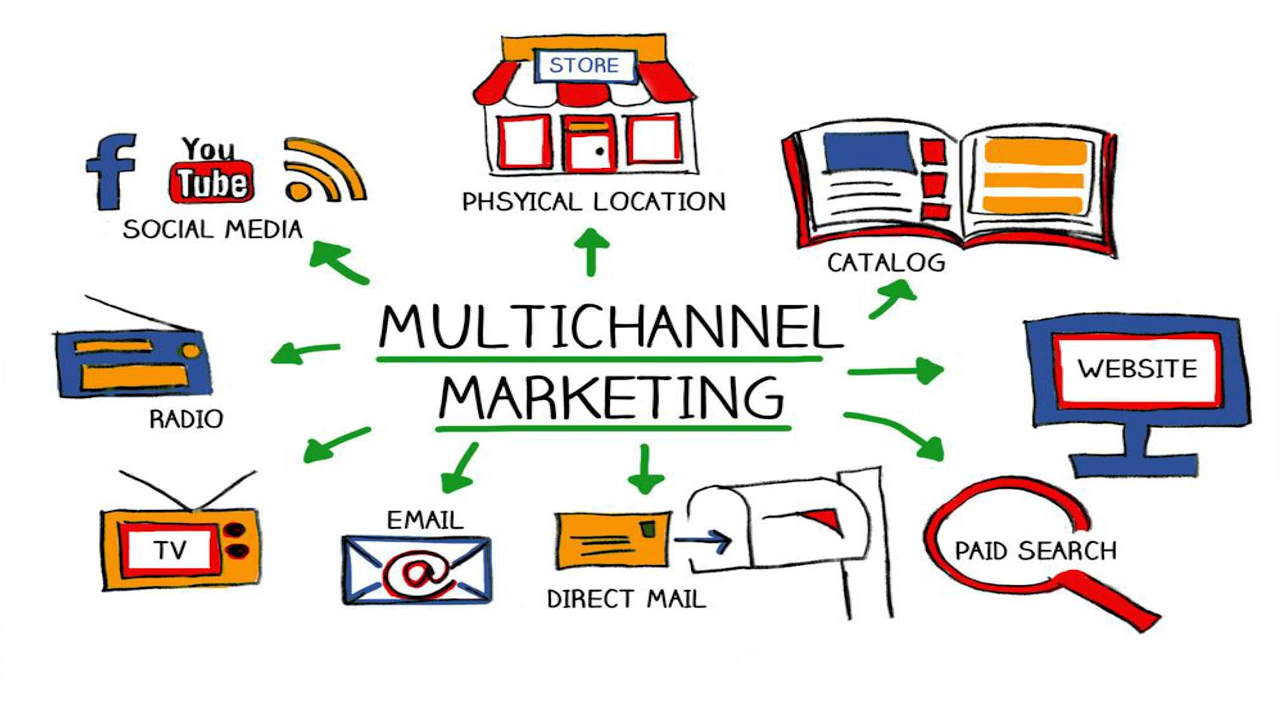 STORE
You
Tube
PHSYICAL LOCATION
SOCIAL MEDIA
CATALOG
MULTICHANNEL
MARKETING
WEBSITE
RADIO
TV
EMAIL
@
DIRECT MAIL
PAID SEARCH